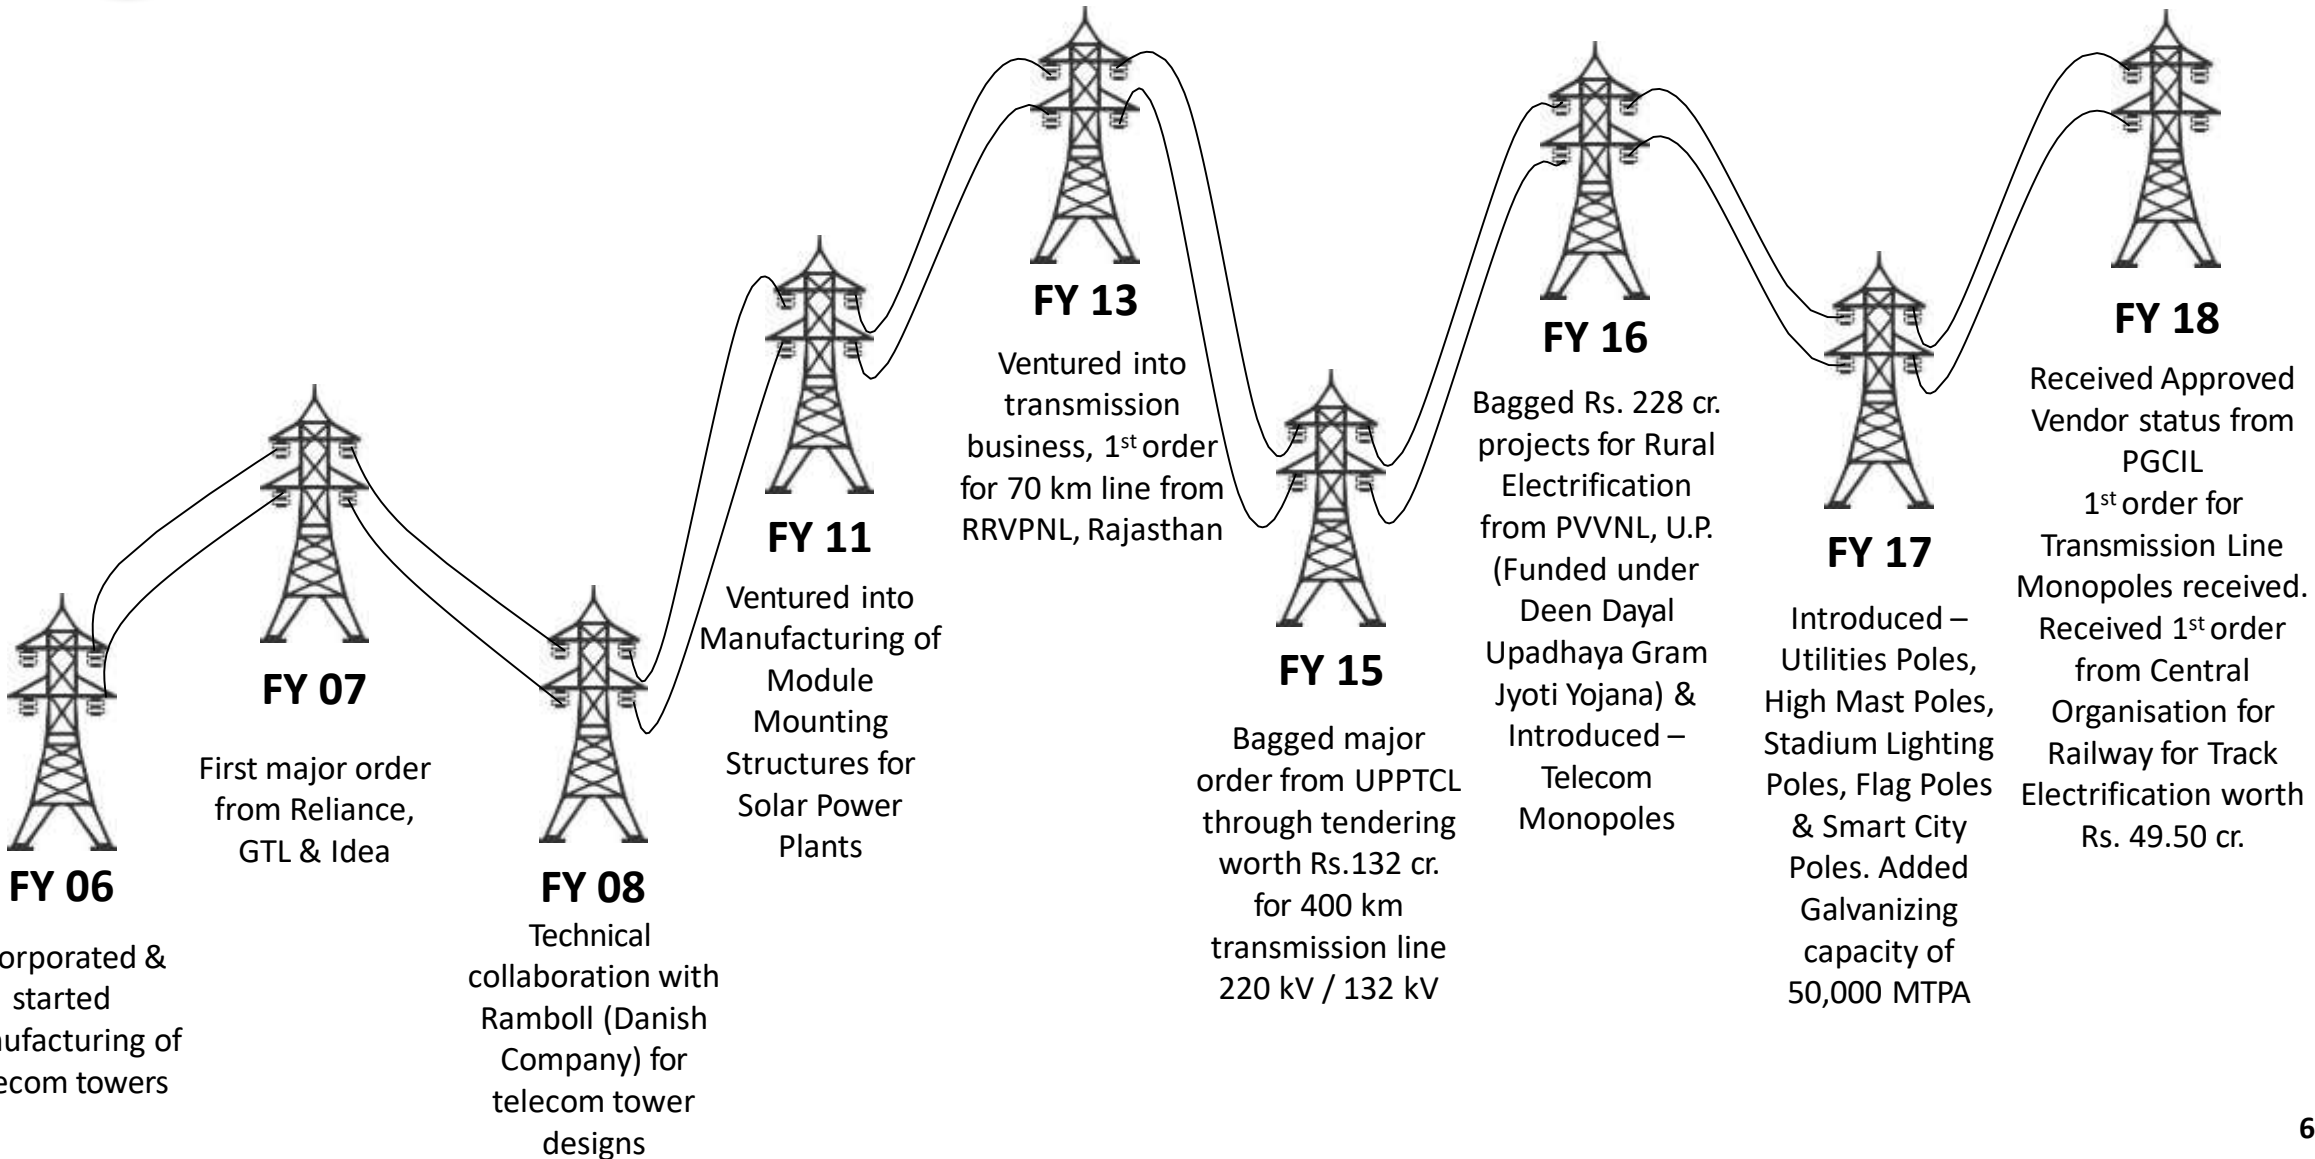 FY 06
orporated &
started
ufacturing of
ecom towers
FY 07
First major order
from Reliance,
GTL & Idea
FY 08
Technical
collaboration with
Ramboll (Danish
Company) for
telecom tower
designs
FY 11
Ventured into
Manufacturing of
Module
Mounting
Structures for
Solar Power
Plants
FY 13
Ventured into
transmission
business, 1st order
for 70 km line from
RRVPNL, Rajasthan
FY 15
Bagged major
order from UPPTCL
through tendering
worth Rs.132 cr.
for 400 km
transmission line
220 kV / 132 kV
FY 16
Bagged Rs. 228 cr.
projects for Rural
Electrification
from PVVNL, U.P.
(Funded under
Deen Dayal
Upadhaya Gram
Jyoti Yojana) &
Introduced –
Telecom
Monopoles
FY 17
Introduced –
Utilities Poles,
High Mast Poles,
Stadium Lighting
Poles, Flag Poles
& Smart City
Poles. Added
Galvanizing
capacity of
50,000 MTPA
FY 18
Received Approved
Vendor status from
PGCIL
1st order for
Transmission Line
Monopoles received.
Received 1st order
from Central
Organisation for
Railway for Track
Electrification worth
Rs. 49.50 cr.
6